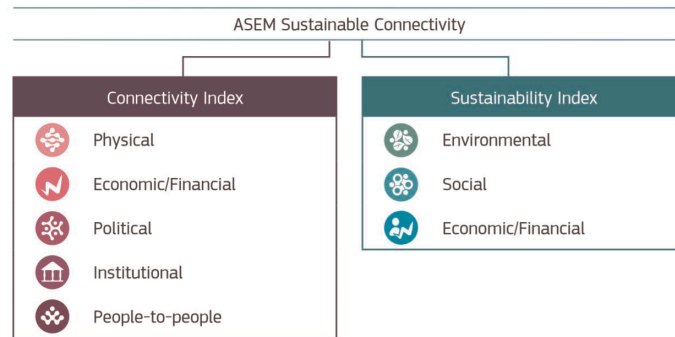 ASEM Sustainable Connectivity
Connectivity Index
Physical
Economic/Financial
Political
Institutional
People-to-people
Sustainability Index
Environmental
Social
Economic/Financial